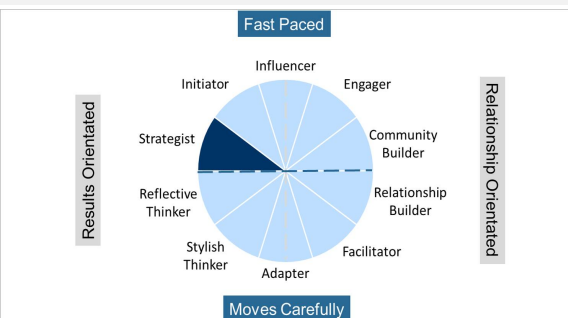 Fast Paced
Influencer
Initiator
Engager
Strategist
Community
Builder
Results Orientated
Relationship Orientated
Reflective
Thinker
Relationship
Builder
Stylish
Thinker
Facilitator
Adapter
Moves Carefully